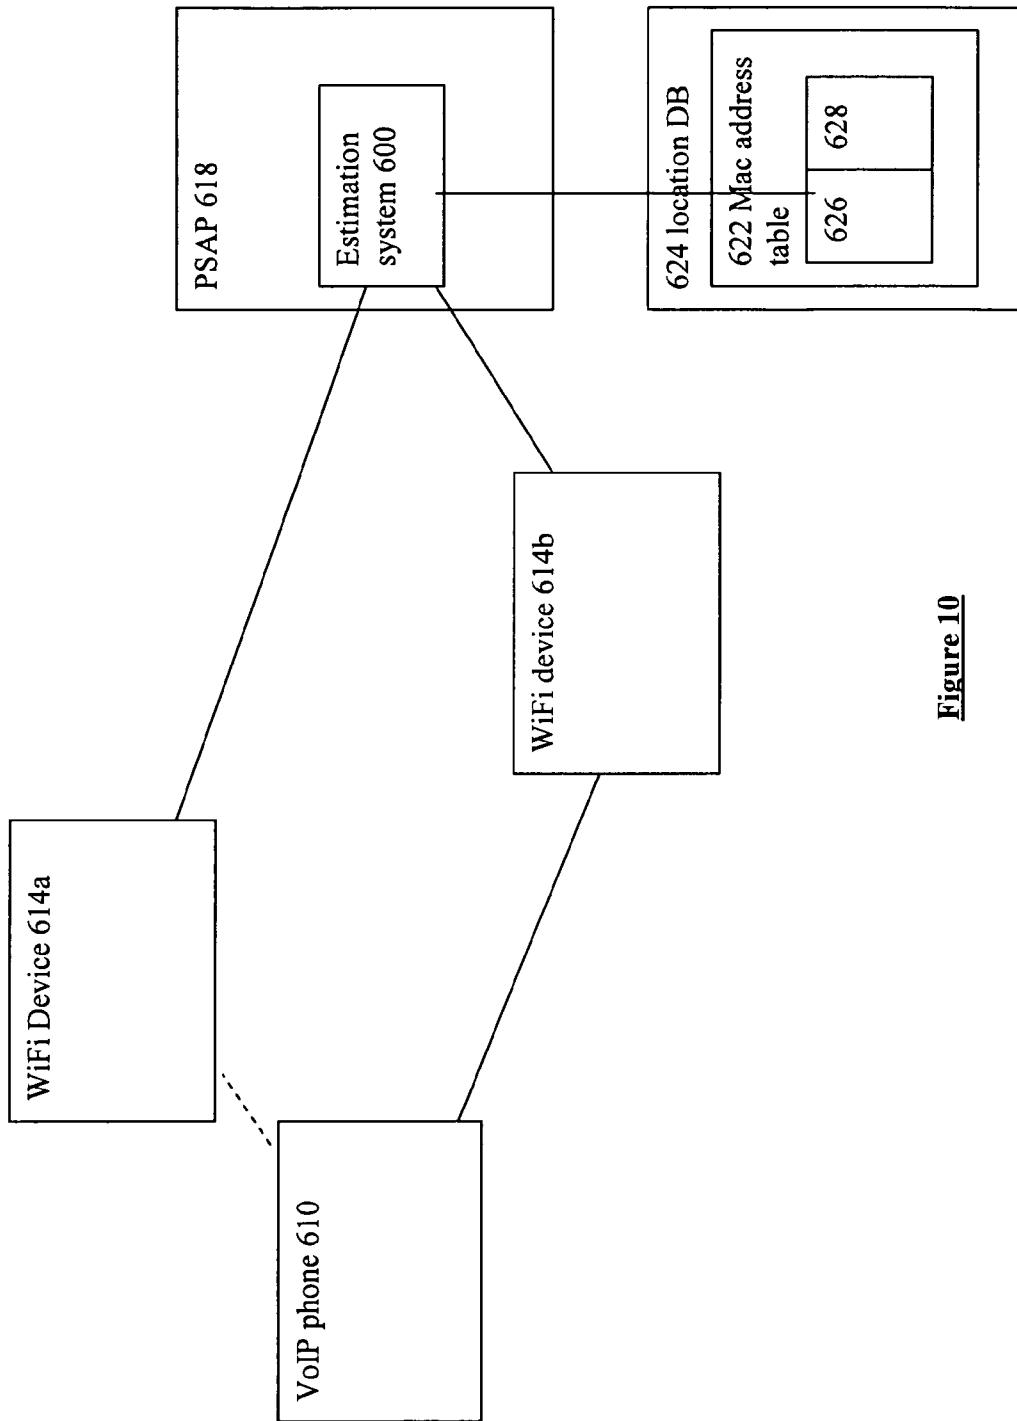 WiFi Device 614a
VoIP phone 610
WiFi device 614b
PSAP 618
Estimation
system 600
624 location DB
622 Mac address
table
626
628
Figure 10